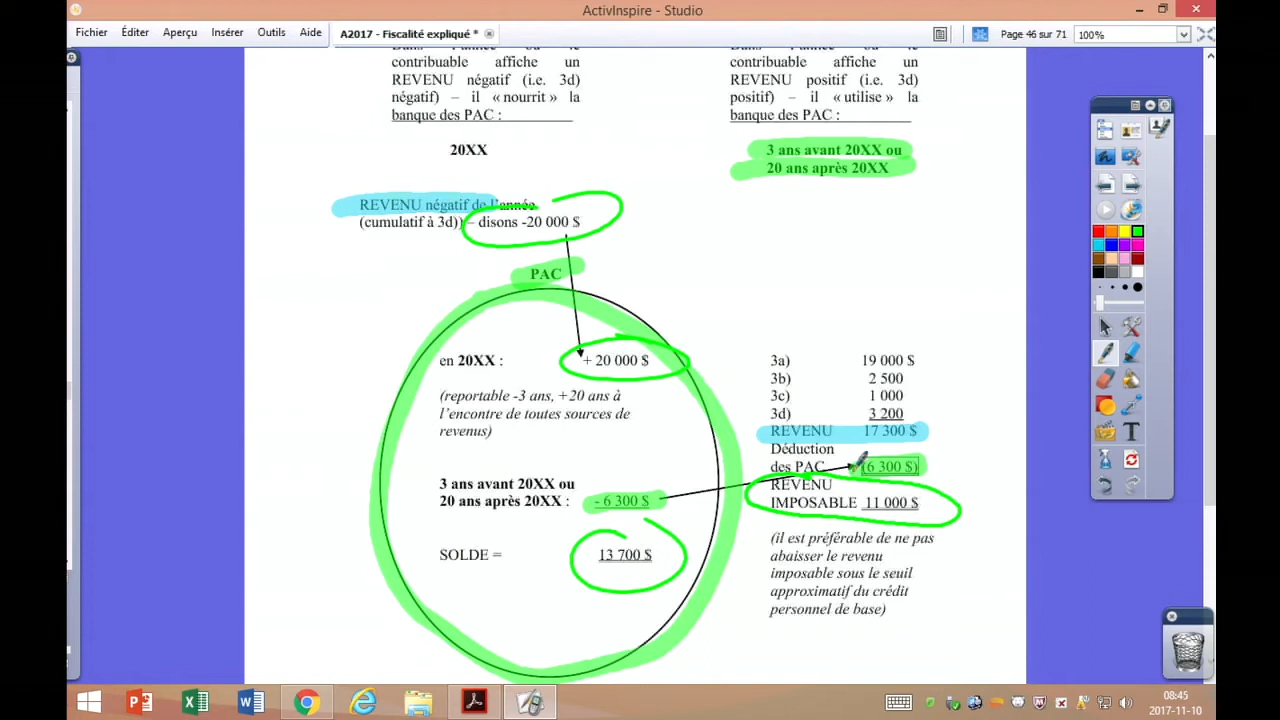 ActivInspire - Studio
Fichier Éditer Aperçu Insérer Outils Aide
A2017 - Fiscalité expliqué *
Page 46 sur 71
100%
contribuable affiche un
REVENU négatif (i.e. 3d
négatif) – il « nourrit » la
banque des PAC :
20XX
contribuable affiche un
REVENU positif (i.e. 3d)
positif) – il « utilise » la
banque des PAC :
3 ans avant 20XX ou
20 ans après 20XX
REVENU négatif de l'année
(cumulatif à 3d)) – disons -20 000 $
PAC
en 20XX :
+ 20 000 $
(reportable -3 ans, +20 ans à
l'encontre de toutes sources de
revenus)
3 ans avant 20XX ou
20 ans après 20XX :
- 6 300 $
SOLDE =
13 700 $
3a) 19 000 $
3b) 2 500
3c) 1 000
3d) 3 200
REVENU 17 300 $
Déduction
des PAC (6 300 $)
REVENU
IMPOSABLE 11 000 $
(il est préférable de ne pas
abaisser le revenu
imposable sous le seuil
approximatif du crédit
personnel de base)
08:45
2017-11-10